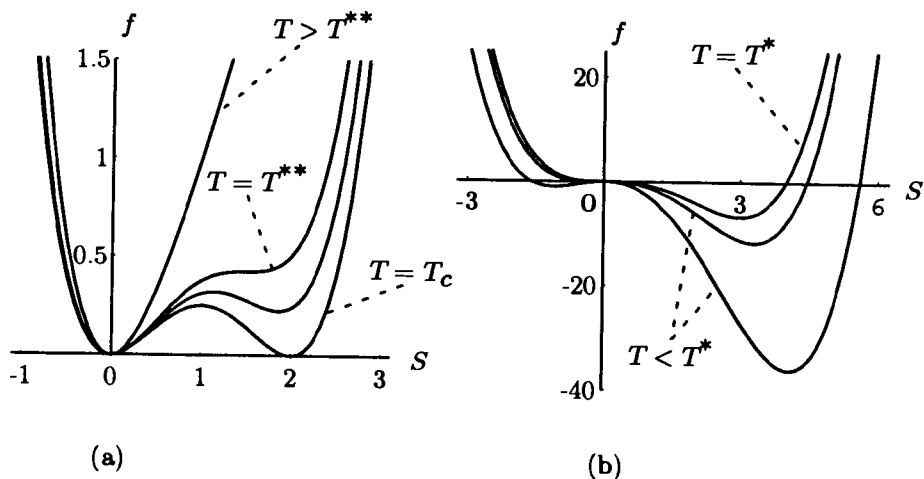 f
T > T**
1.5
1
T = T**
0.5
T = Tc
-1
0
1
2
3
S
(a)
f
T = T*
20
-3
0
3
6
S
-20
T < T*
-40
(b)